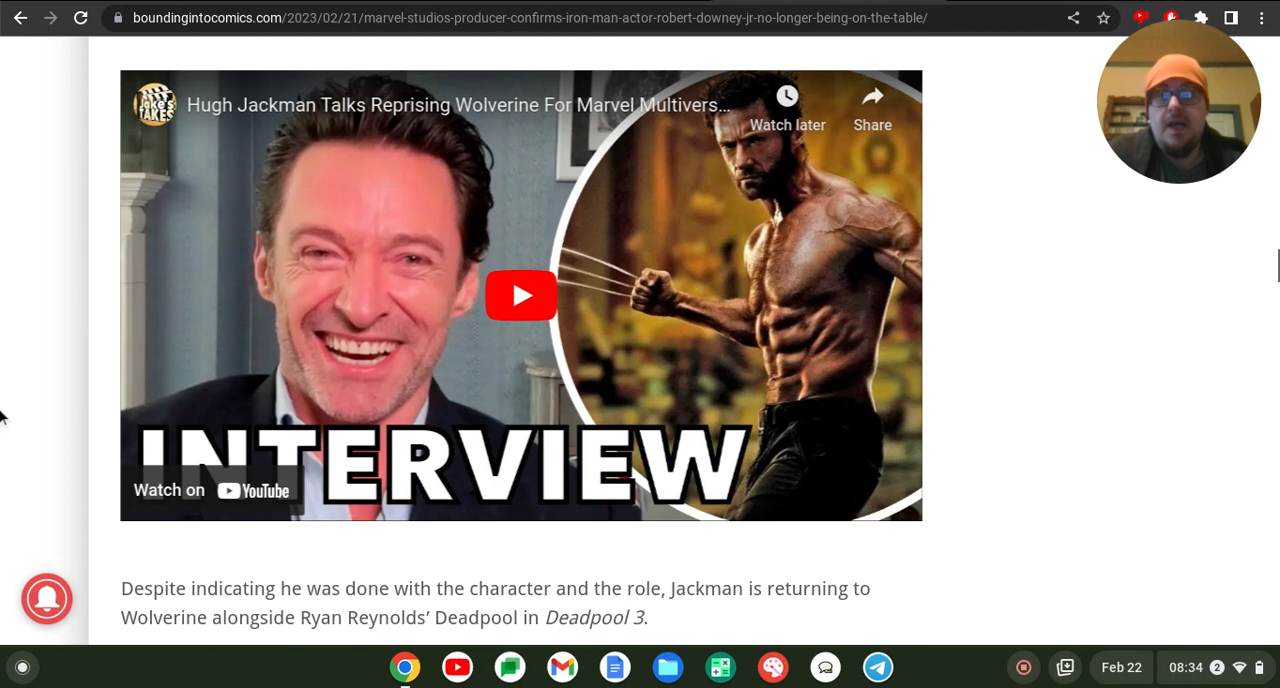 boundingintocomics.com/2023/02/21/marvel-studios-producer-confirms-iron-man-actor-robert-downey-jr-no-longer-being-on-the-table/
Jake's TAKES
Hugh Jackman Talks Reprising Wolverine For Marvel Multivers...
Watch later
Share
INTERVIEW
Watch on YouTube
Despite indicating he was done with the character and the role, Jackman is returning to
Wolverine alongside Ryan Reynolds’ Deadpool in Deadpool 3.
Feb 22
08:34
2